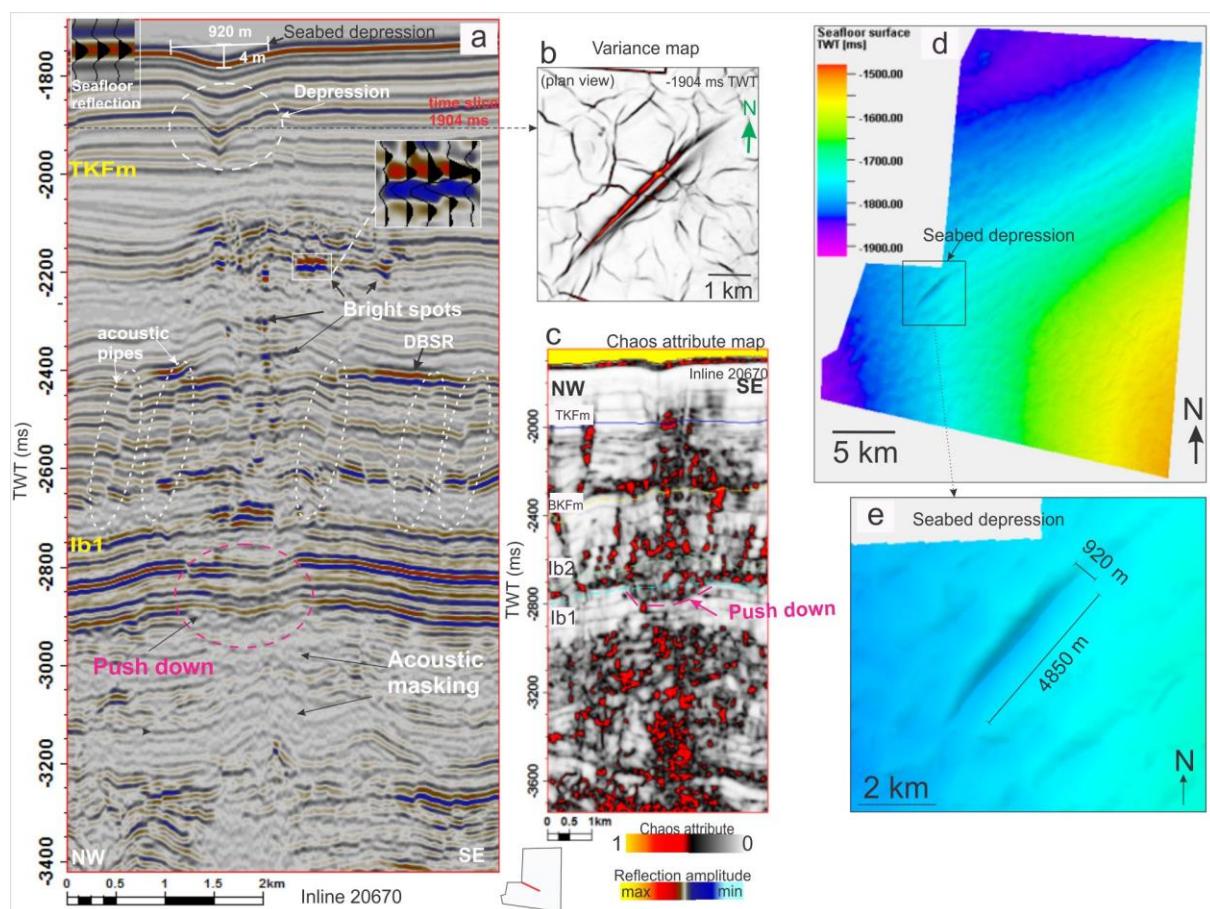 920 m
Seabed depression
a
4 m
Seafloor
reflection
Depression
time slice
1904 ms
TKFm
Bright spots
acoustic
pipes
DBSR
Ib1
Push down
Acoustic
masking
TWT (ms)
-1800
-2000
-2200
-2400
-2600
-2800
-3000
-3200
-3400
NW
SE
0 0.5 1 1.5 2km
Inline 20670
b
Variance map
(plan view)
-1904 ms TWT
N
1 km
c
Chaos attribute map
Inline 20670
NW
SE
TKFm
BKFm
Ib2
Ib1
Push down
TWT (ms)
-2000
-2400
-2800
-3200
-3600
0 0.5 1km
Chaos attribute
1 0
Reflection amplitude
max min
d
Seafloor surface
TWT [ms]
-1500.00
-1600.00
-1700.00
-1800.00
-1900.00
Seabed depression
5 km
N
e
Seabed depression
920 m
4850 m
2 km
N